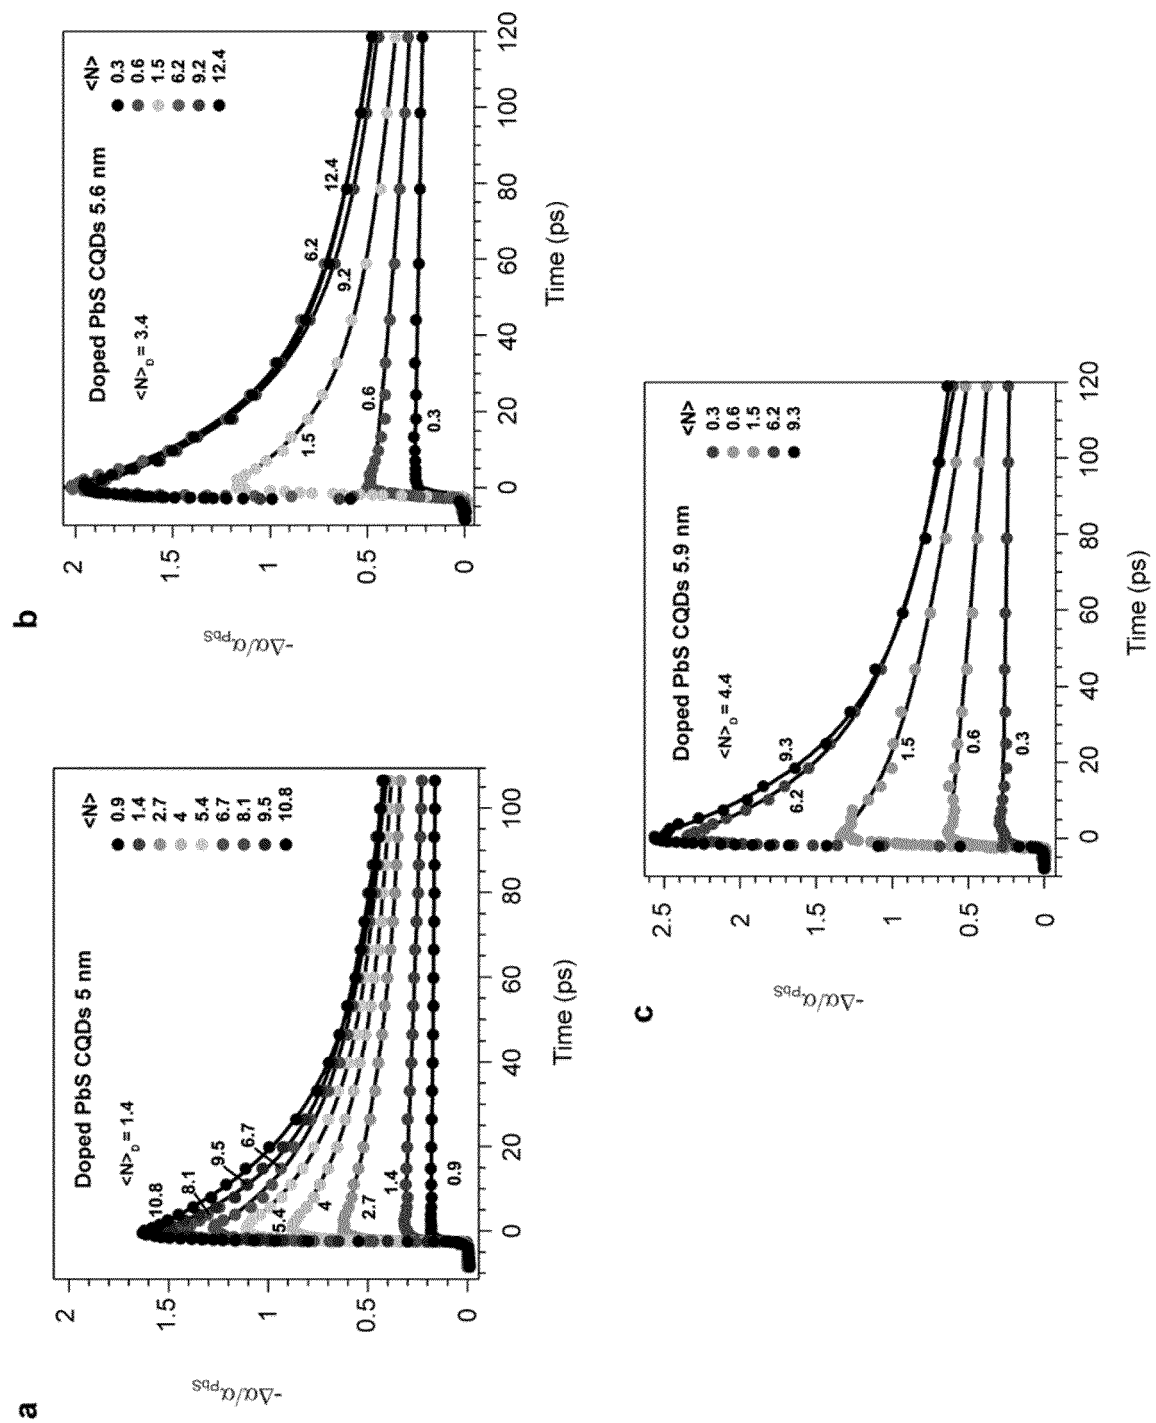 a
Doped PbS CQDs 5 nm
<N>D = 1.4
<N>
0.9
1.4
2.7
4
5.4
6.7
8.1
9.5
10.8
10.8
8.1
9.5
6.7
5.4
4
2.7
1.4
0.9
2
1.5
1
0.5
0
-Δα/αPbS
0 20 40 60 80 100
Time (ps)
b
Doped PbS CQDs 5.6 nm
<N>D = 3.4
<N>
0.3
0.6
1.5
6.2
9.2
12.4
6.2
12.4
9.2
1.5
0.6
0.3
2
1.5
1
0.5
0
-Δα/αPbS
0 20 40 60 80 100 120
Time (ps)
c
Doped PbS CQDs 5.9 nm
<N>D = 4.4
<N>
0.3
0.6
1.5
6.2
9.3
9.3
6.2
1.5
0.6
0.3
2.5
2
1.5
1
0.5
0
-Δα/αPbS
0 20 40 60 80 100 120
Time (ps)